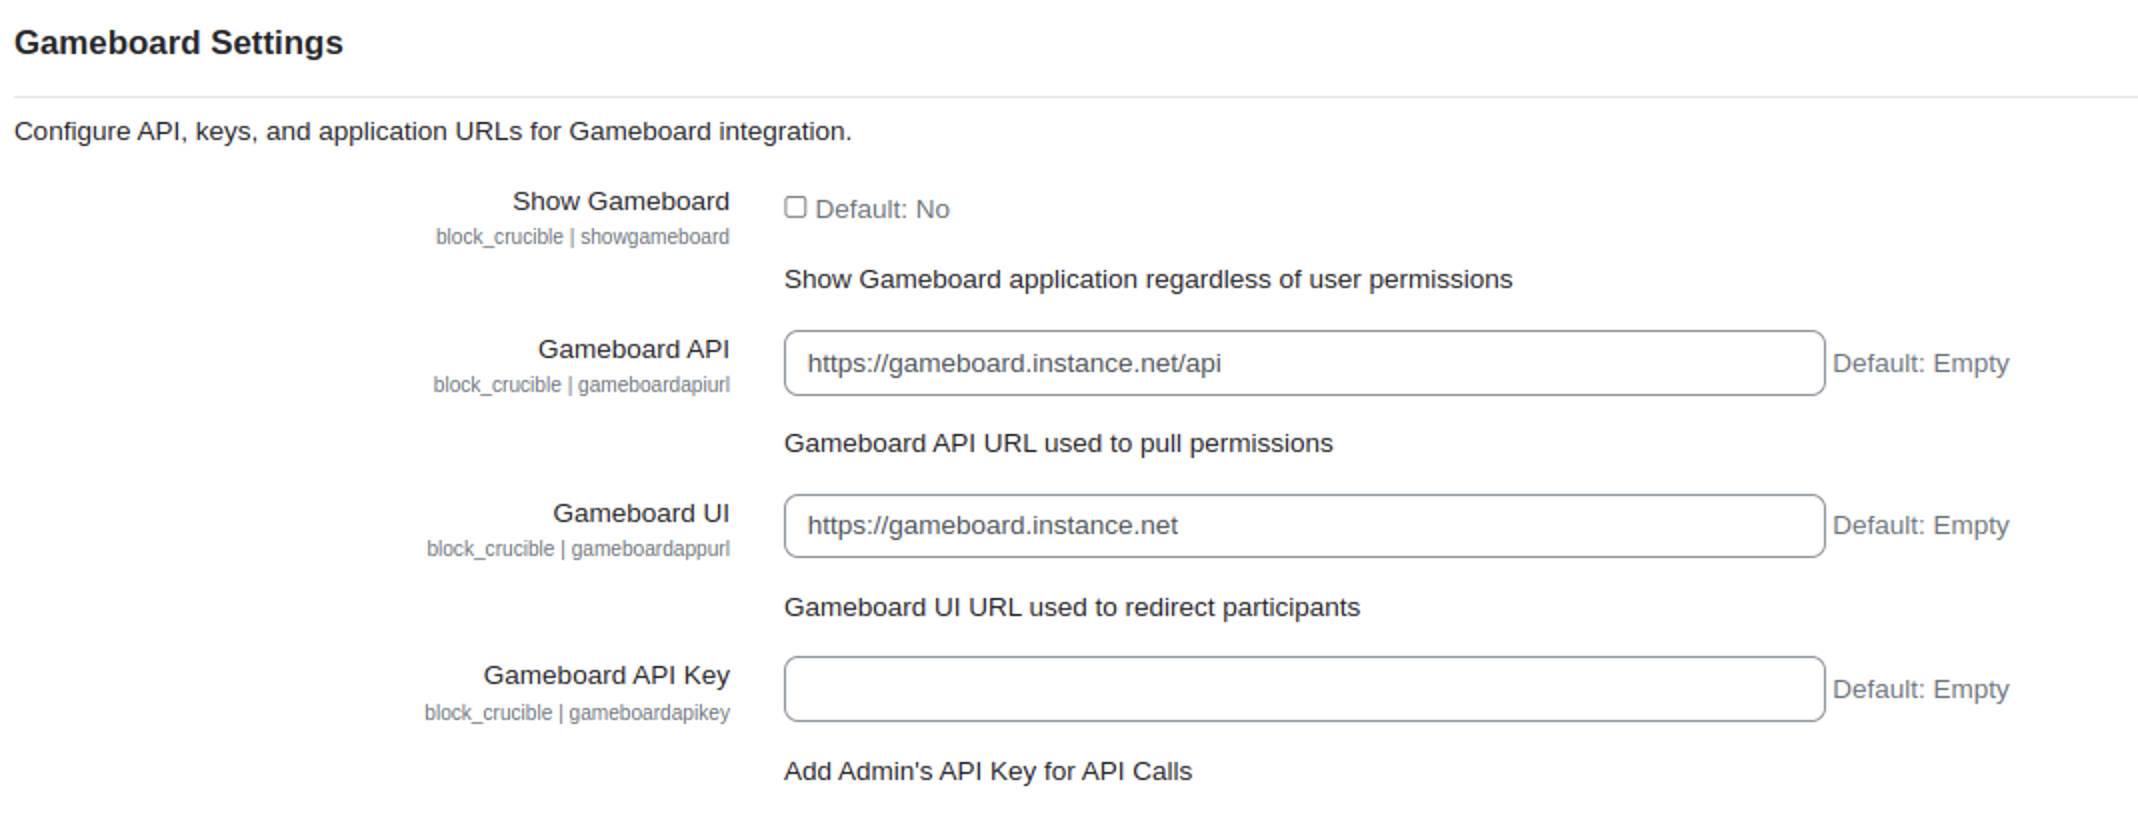 Gameboard Settings
Configure API, keys, and application URLs for Gameboard integration.
Show Gameboard
block_crucible | showgameboard
Default: No
Show Gameboard application regardless of user permissions
Gameboard API
block_crucible | gameboardapiurl
https://gameboard.instance.net/api
Default: Empty
Gameboard API URL used to pull permissions
Gameboard UI
block_crucible | gameboardappurl
https://gameboard.instance.net
Default: Empty
Gameboard UI URL used to redirect participants
Gameboard API Key
block_crucible | gameboardapikey
Default: Empty
Add Admin's API Key for API Calls